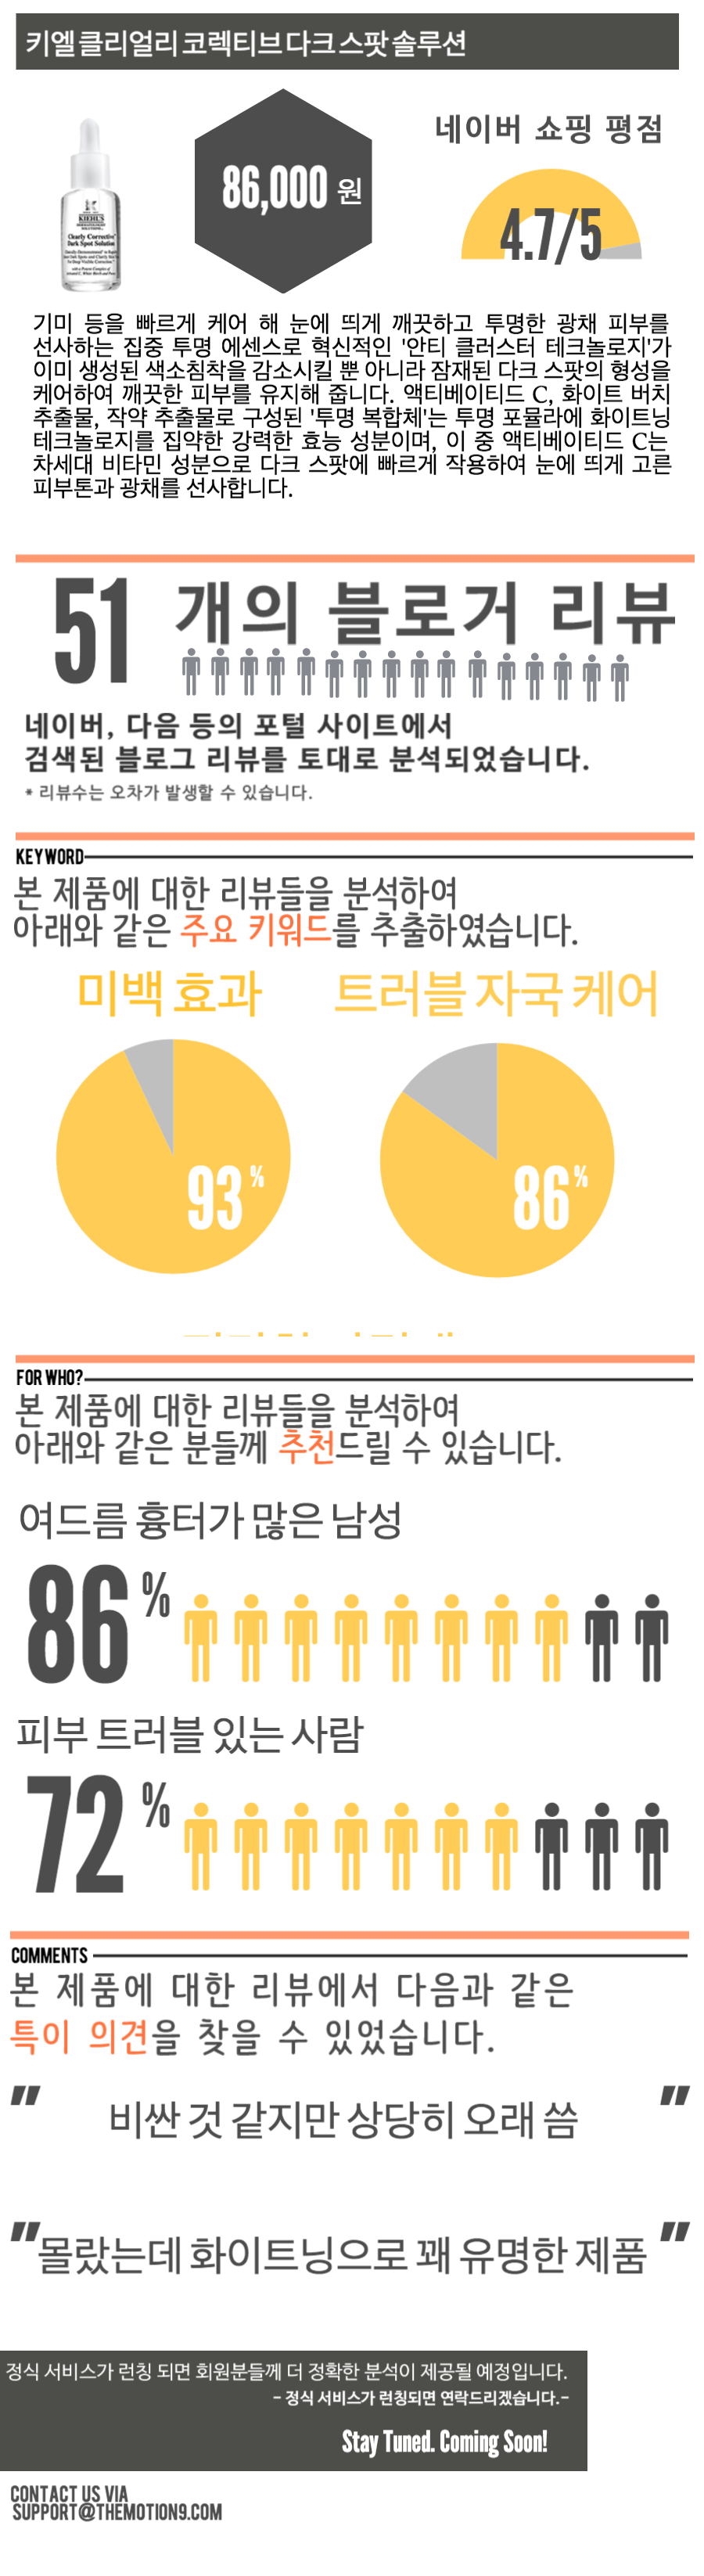 키엘 클리얼리 코렉티브 다크 스팟 솔루션
86,000 원
네이버 쇼핑 평점
4.7/5
KIEHL'S
Clearly Corrective
Dark Spot Solution
기미 등을 빠르게 케어 해 눈에 띄게 깨끗하고 투명한 광채 피부를
선사하는 집중 투명 에센스로 혁신적인 '안티 클러스터 테크놀로지'가
이미 생성된 색소침착을 감소시킬 뿐 아니라 잠재된 다크 스팟의 형성을
케어하여 깨끗한 피부를 유지해 줍니다. 액티베이티드 C, 화이트 버치
추출물, 작약 추출물로 구성된 '투명 복합체'는 투명 포뮬라에 화이트닝
테크놀로지를 집약한 강력한 효능 성분이며, 이 중 액티베이티드 C는
차세대 비타민 성분으로 다크 스팟에 빠르게 작용하여 눈에 띄게 고른
피부톤과 광채를 선사합니다.
51 개의 블로거 리뷰
네이버, 다음 등의 포털 사이트에서
검색된 블로그 리뷰를 토대로 분석되었습니다.
* 리뷰수는 오차가 발생할 수 있습니다.
KEYWORD
본 제품에 대한 리뷰들을 분석하여
아래와 같은 주요 키워드를 추출하였습니다.
미백 효과
트러블 자국 케어
93%
86%
FOR WHO?
본 제품에 대한 리뷰들을 분석하여
아래와 같은 분들께 추천드릴 수 있습니다.
여드름 흉터가 많은 남성
86%
피부 트러블 있는 사람
72%
COMMENTS
본 제품에 대한 리뷰에서 다음과 같은
특이 의견을 찾을 수 있었습니다.
" 비싼 것 같지만 상당히 오래 씀 "
" 몰랐는데 화이트닝으로 꽤 유명한 제품 "
정식 서비스가 런칭 되면 회원분들께 더 정확한 분석이 제공될 예정입니다.
- 정식 서비스가 런칭되면 연락드리겠습니다.-
Stay Tuned. Coming Soon!
CONTACT US VIA
SUPPORT@THEMOTION9.COM